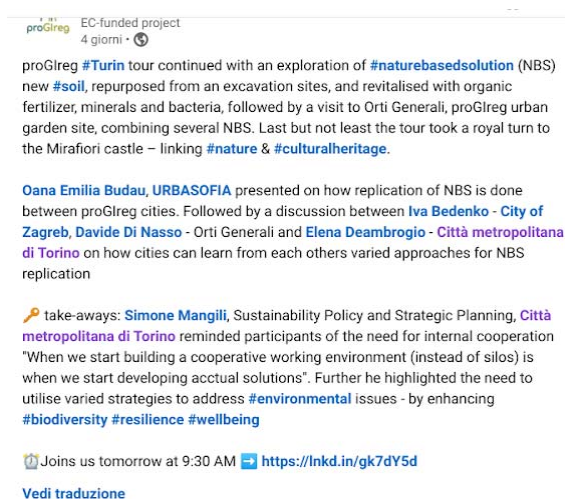 proGIreg
EC-funded project
4 giorni •
proGIreg #Turin tour continued with an exploration of #naturebasedsolution (NBS)
new #soil, repurposed from an excavation sites, and revitalised with organic
fertilizer, minerals and bacteria, followed by a visit to Orti Generali, proGIreg urban
garden site, combining several NBS. Last but not least the tour took a royal turn to
the Mirafiori castle – linking #nature & #culturalheritage.
Oana Emilia Budau, URBASOFIA presented on how replication of NBS is done
between proGIreg cities. Followed by a discussion between Iva Bedenko - City of
Zagreb, Davide Di Nasso - Orti Generali and Elena Deambrogio - Città metropolitana
di Torino on how cities can learn from each others varied approaches for NBS
replication
🔑 take-aways: Simone Mangili, Sustainability Policy and Strategic Planning, Città
metropolitana di Torino reminded participants of the need for internal cooperation
"When we start building a cooperative working environment (instead of silos) is
when we start developing acctual solutions". Further he highlighted the need to
utilise varied strategies to address #environmental issues - by enhancing
#biodiversity #resilience #wellbeing
⏰Joins us tomorrow at 9:30 AM ➡️ https://lnkd.in/gk7dY5d
Vedi traduzione